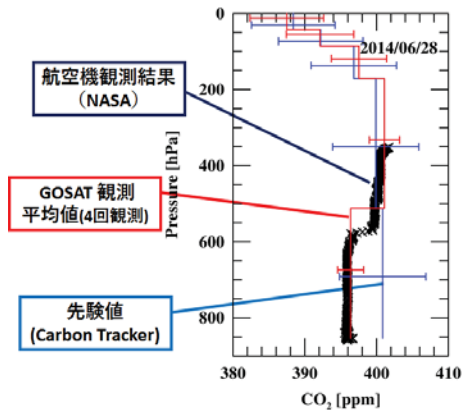 航空機観測結果
（NASA）
GOSAT 観測
平均値(4回観測)
先験値
(Carbon Tracker)
2014/06/28
Pressure [hPa]
0
200
400
600
800
380
390
400
410
CO₂ [ppm]